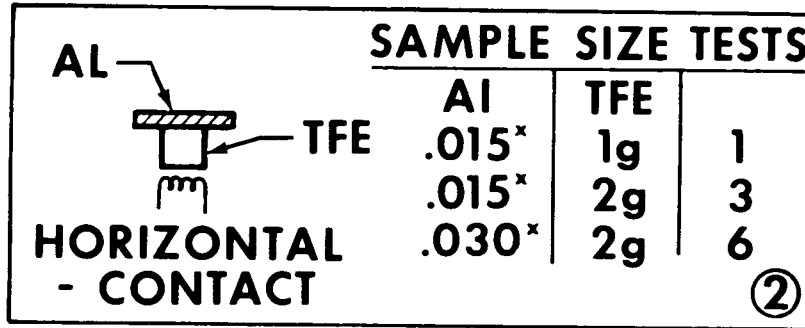 SAMPLE SIZE TESTS
AL
Al TFE
TFE
.015ˣ 1g 1
.015ˣ 2g 3
.030ˣ 2g 6
HORIZONTAL
- CONTACT
②